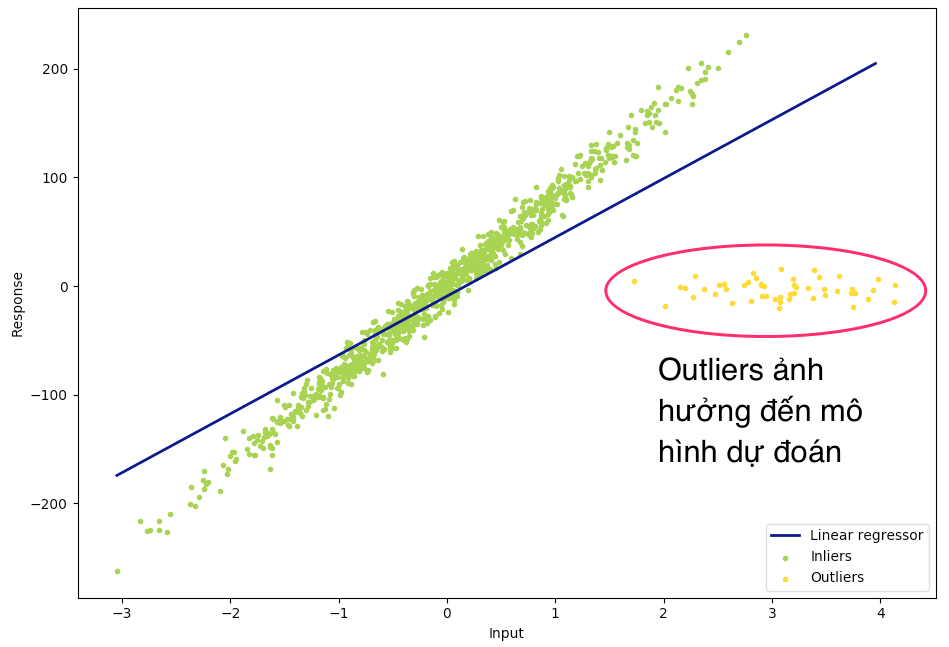 200
100
0
−100
−200
Response
Outliers ảnh
hưởng đến mô
hình dự đoán
Linear regressor
Inliers
Outliers
−3 −2 −1 0 1 2 3 4
Input